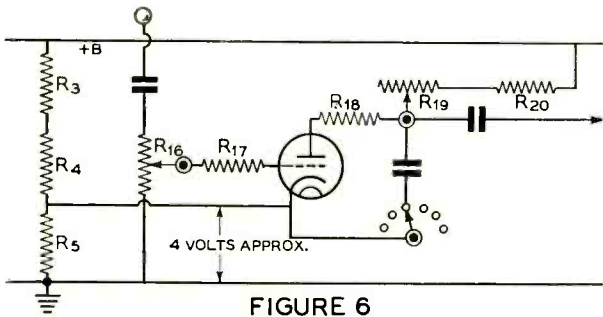 +B
R3
R4
R5
R16
R17
R18
R19
R20
4 VOLTS APPROX.
FIGURE 6